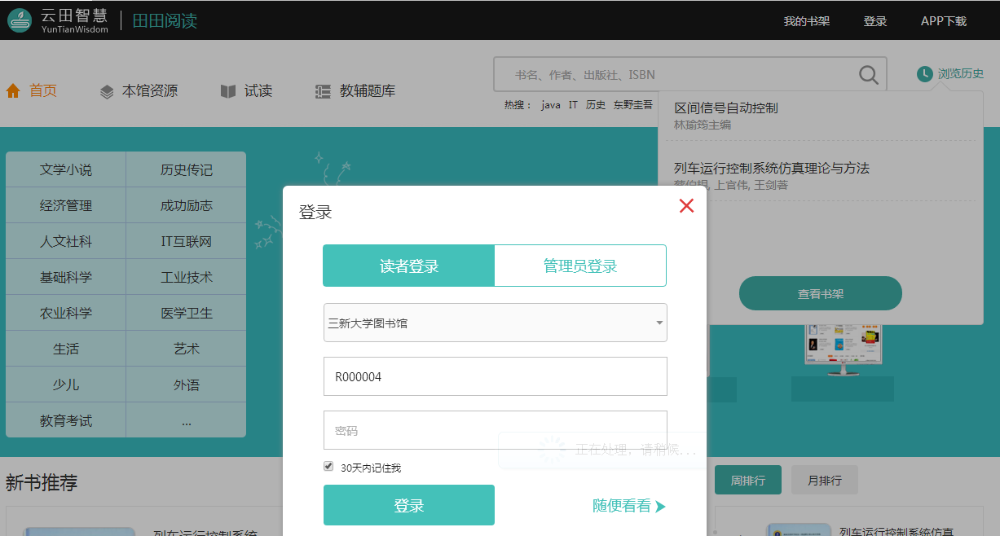 云田智慧
YunTianWisdom
田田阅读
我的书架
登录
APP下载
首页
本馆资源
试读
教辅题库
书名、作者、出版社、ISBN
浏览历史
热搜： java IT 历史 东野圭吾
区间信号自动控制
林瑜筠主编
列车运行控制系统仿真理论与方法
上官伟, 王剑著
查看书架
文学小说
历史传记
经济管理
成功励志
人文社科
IT互联网
基础科学
工业技术
农业科学
医学卫生
生活
艺术
少儿
外语
教育考试
...
登录
读者登录
管理员登录
三新大学图书馆
R000004
密码
正在处理，请稍候...
30天内记住我
登录
随便看看
新书推荐
周排行
月排行
列车运行控制系统
列车运行控制系统仿真